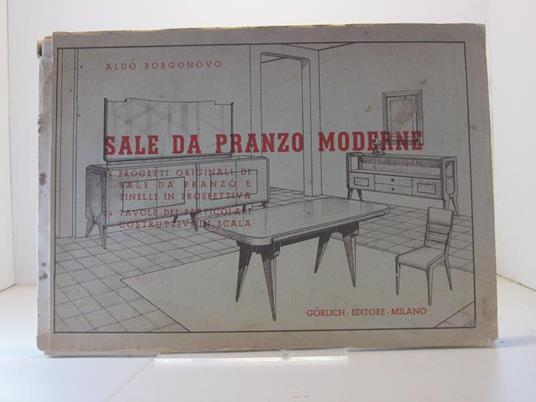 ALDO BORGONOVO
SALE DA PRANZO MODERNE
PROGETTI ORIGINALI DI
SALE DA PRANZO E
TINELLI IN PROSPETTIVA
TAVOLE DEI PARTICOLARI
COSTRUTTIVI IN SCALA
GÖRLICH - EDITORE - MILANO